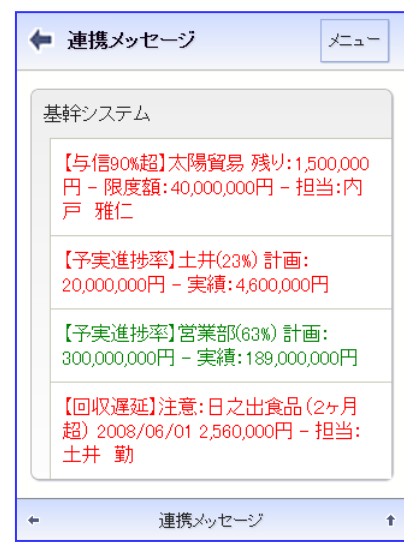 連携メッセージ
メニュー
基幹システム
【与信90%超】太陽貿易 残り:1,500,000
円 – 限度額:40,000,000円 – 担当:内
戸 雅仁
【予実進捗率】土井(23%) 計画:
20,000,000円 – 実績:4,600,000円
【予実進捗率】営業部(63%) 計画:
300,000,000円 – 実績:189,000,000円
【回収遅延】注意:日之出食品(2ヶ月
超) 2008/06/01 2,560,000円 – 担当:
土井 勤
連携メッセージ